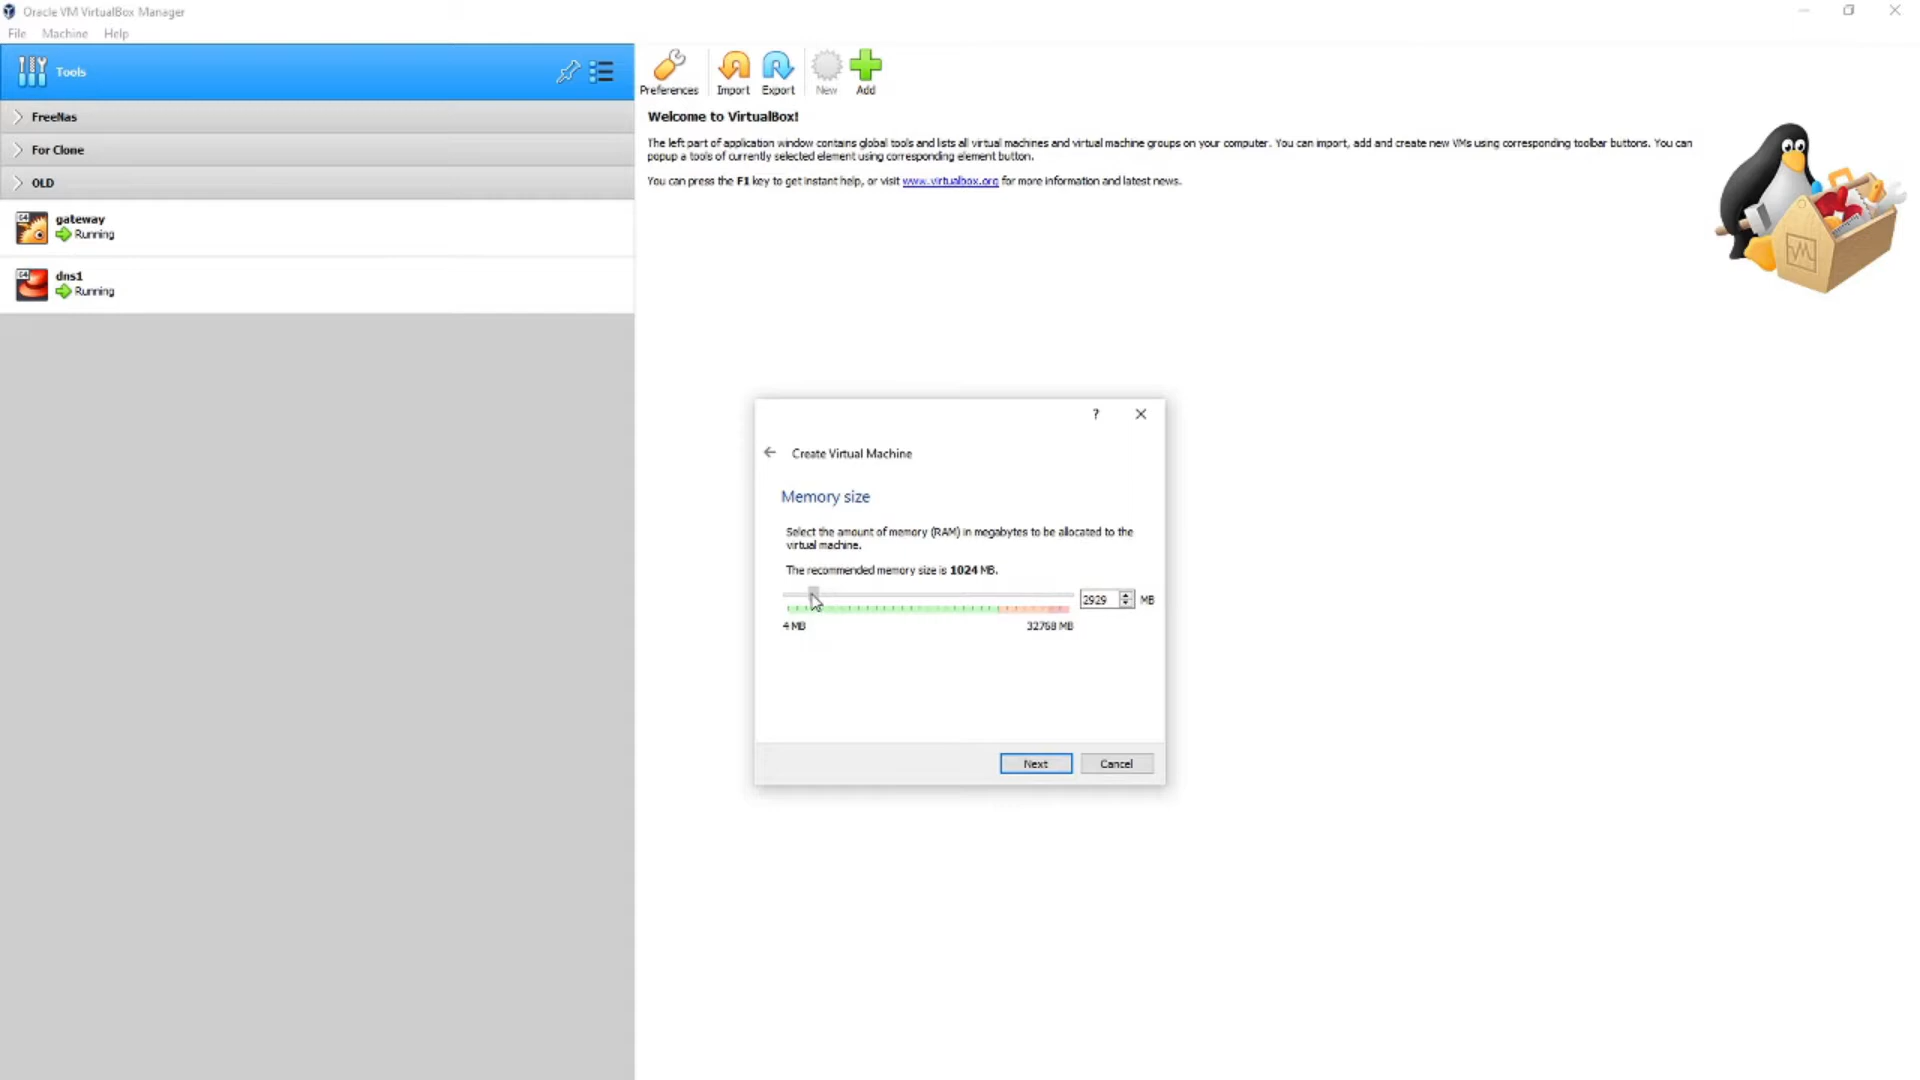 Oracle VM VirtualBox Manager
File Machine Help
Tools
Preferences Import Export New Add
FreeNas
For Clone
OLD
64
gateway
Running
64
dns1
Running
Welcome to VirtualBox!
The left part of application window contains global tools and lists all virtual machines and virtual machine groups on your computer. You can import, add and create new VMs using corresponding toolbar buttons. You can
popup a tools of currently selected element using corresponding element button.
You can press the F1 key to get instant help, or visit www.virtualbox.org for more information and latest news.
?
Create Virtual Machine
Memory size
Select the amount of memory (RAM) in megabytes to be allocated to the
virtual machine.
The recommended memory size is 1024 MB.
2929 MB
4 MB 32768 MB
Next Cancel